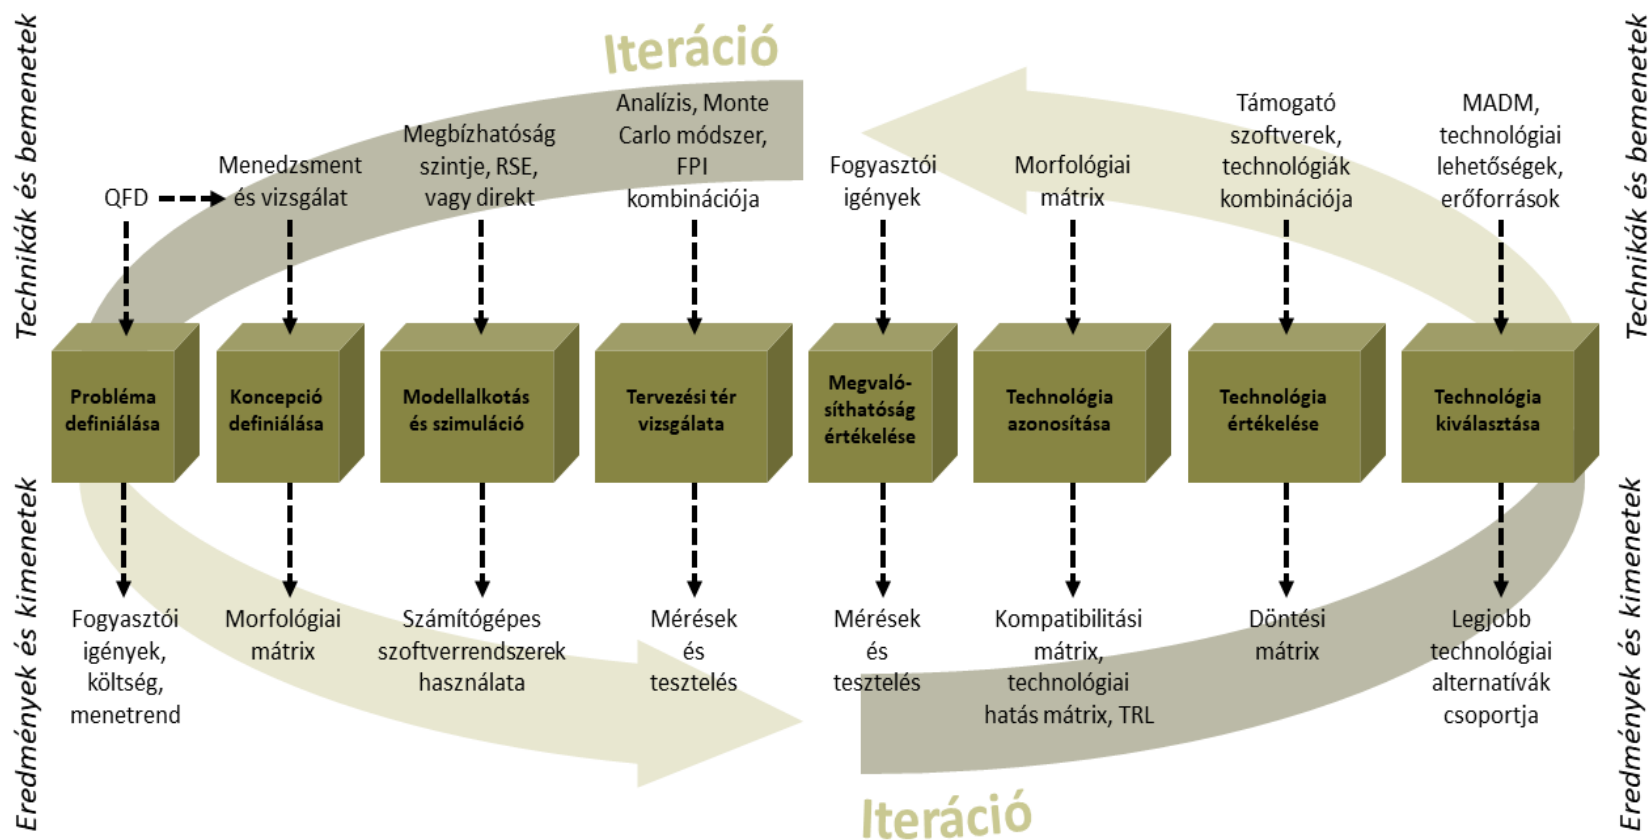 Iteráció
Technikák és bemenetek
QFD
Menedzsment
és vizsgálat
Megbízhatóság
szintje, RSE,
vagy direkt
Analízis, Monte
Carlo módszer,
FPI
kombinációja
Fogyasztói
igények
Morfológiai
mátrix
Támogató
szoftverek,
technológiák
kombinációja
MADM,
technológiai
lehetőségek,
erőforrások
Technikák és bemenetek
Probléma
definiálása
Koncepció
definiálása
Modellalkotás
és szimuláció
Tervezési tér
vizsgálata
Megvaló-
síthatóság
értékelése
Technológia
azonosítása
Technológia
értékelése
Technológia
kiválasztása
Eredmények és kimenetek
Fogyasztói
igények,
költség,
menetrend
Morfológiai
mátrix
Számítógépes
szoftverrendszerek
használata
Mérések
és
tesztelés
Mérések
és
tesztelés
Kompatibilitási
mátrix,
technológiai
hatás mátrix, TRL
Döntési
mátrix
Legjobb
technológiai
alternatívák
csoportja
Eredmények és kimenetek
Iteráció